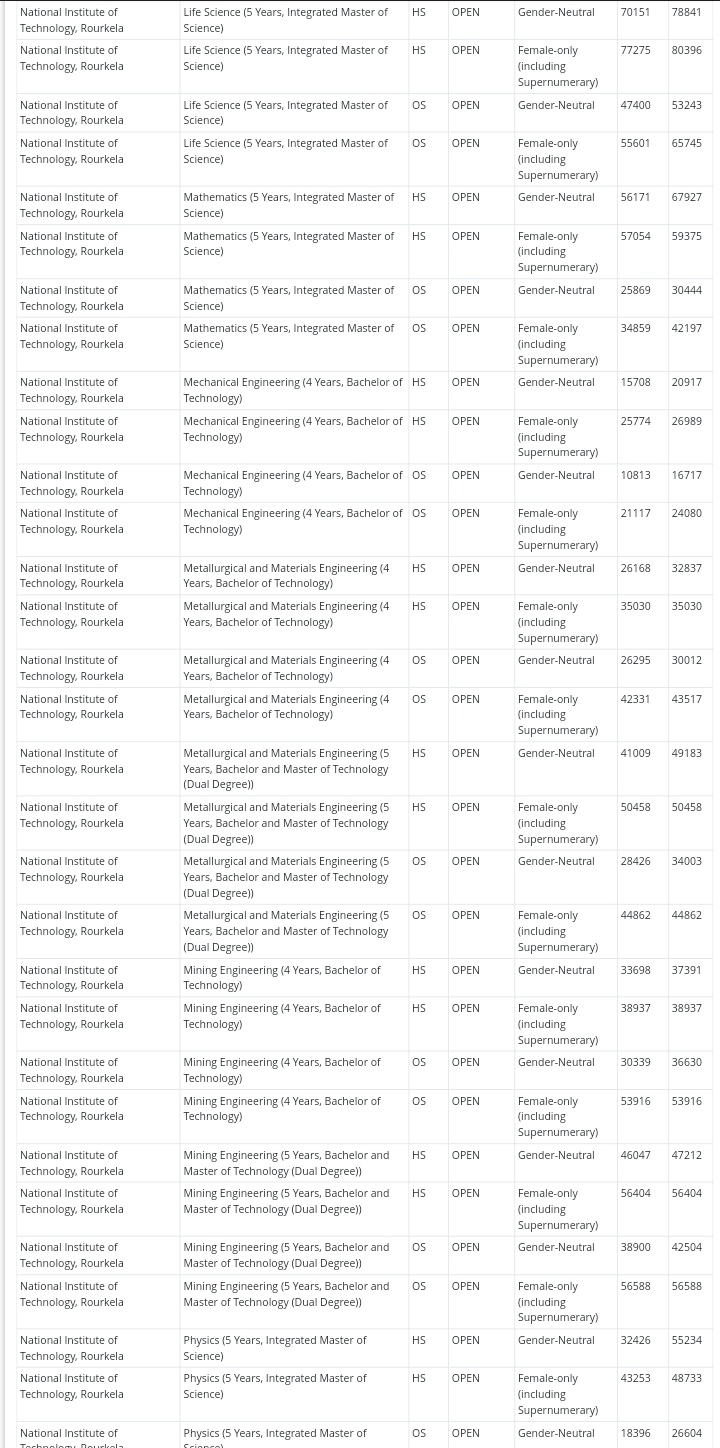 National Institute of Technology, Rourkela Life Science (5 Years, Integrated Master of Science) HS OPEN Gender-Neutral 70151 78841
National Institute of Technology, Rourkela Life Science (5 Years, Integrated Master of Science) HS OPEN Female-only (including Supernumerary) 77275 80396
National Institute of Technology, Rourkela Life Science (5 Years, Integrated Master of Science) OS OPEN Gender-Neutral 47400 53243
National Institute of Technology, Rourkela Life Science (5 Years, Integrated Master of Science) OS OPEN Female-only (including Supernumerary) 55601 65745
National Institute of Technology, Rourkela Mathematics (5 Years, Integrated Master of Science) HS OPEN Gender-Neutral 56171 67927
National Institute of Technology, Rourkela Mathematics (5 Years, Integrated Master of Science) HS OPEN Female-only (including Supernumerary) 57054 59375
National Institute of Technology, Rourkela Mathematics (5 Years, Integrated Master of Science) OS OPEN Gender-Neutral 25869 30444
National Institute of Technology, Rourkela Mathematics (5 Years, Integrated Master of Science) OS OPEN Female-only (including Supernumerary) 34859 42197
National Institute of Technology, Rourkela Mechanical Engineering (4 Years, Bachelor of Technology) HS OPEN Gender-Neutral 15708 20917
National Institute of Technology, Rourkela Mechanical Engineering (4 Years, Bachelor of Technology) HS OPEN Female-only (including Supernumerary) 25774 26989
National Institute of Technology, Rourkela Mechanical Engineering (4 Years, Bachelor of Technology) OS OPEN Gender-Neutral 10813 16717
National Institute of Technology, Rourkela Mechanical Engineering (4 Years, Bachelor of Technology) OS OPEN Female-only (including Supernumerary) 21117 24080
National Institute of Technology, Rourkela Metallurgical and Materials Engineering (4 Years, Bachelor of Technology) HS OPEN Gender-Neutral 26168 32837
National Institute of Technology, Rourkela Metallurgical and Materials Engineering (4 Years, Bachelor of Technology) HS OPEN Female-only (including Supernumerary) 35030 35030
National Institute of Technology, Rourkela Metallurgical and Materials Engineering (4 Years, Bachelor of Technology) OS OPEN Gender-Neutral 26295 30012
National Institute of Technology, Rourkela Metallurgical and Materials Engineering (4 Years, Bachelor of Technology) OS OPEN Female-only (including Supernumerary) 42331 43517
National Institute of Technology, Rourkela Metallurgical and Materials Engineering (5 Years, Bachelor and Master of Technology (Dual Degree)) HS OPEN Gender-Neutral 41009 49183
National Institute of Technology, Rourkela Metallurgical and Materials Engineering (5 Years, Bachelor and Master of Technology (Dual Degree)) HS OPEN Female-only (including Supernumerary) 50458 50458
National Institute of Technology, Rourkela Metallurgical and Materials Engineering (5 Years, Bachelor and Master of Technology (Dual Degree)) OS OPEN Gender-Neutral 28426 34003
National Institute of Technology, Rourkela Metallurgical and Materials Engineering (5 Years, Bachelor and Master of Technology (Dual Degree)) OS OPEN Female-only (including Supernumerary) 44862 44862
National Institute of Technology, Rourkela Mining Engineering (4 Years, Bachelor of Technology) HS OPEN Gender-Neutral 33698 37391
National Institute of Technology, Rourkela Mining Engineering (4 Years, Bachelor of Technology) HS OPEN Female-only (including Supernumerary) 38937 38937
National Institute of Technology, Rourkela Mining Engineering (4 Years, Bachelor of Technology) OS OPEN Gender-Neutral 30339 36630
National Institute of Technology, Rourkela Mining Engineering (4 Years, Bachelor of Technology) OS OPEN Female-only (including Supernumerary) 53916 53916
National Institute of Technology, Rourkela Mining Engineering (5 Years, Bachelor and Master of Technology (Dual Degree)) HS OPEN Gender-Neutral 46047 47212
National Institute of Technology, Rourkela Mining Engineering (5 Years, Bachelor and Master of Technology (Dual Degree)) HS OPEN Female-only (including Supernumerary) 56404 56404
National Institute of Technology, Rourkela Mining Engineering (5 Years, Bachelor and Master of Technology (Dual Degree)) OS OPEN Gender-Neutral 38900 42504
National Institute of Technology, Rourkela Mining Engineering (5 Years, Bachelor and Master of Technology (Dual Degree)) OS OPEN Female-only (including Supernumerary) 56588 56588
National Institute of Technology, Rourkela Physics (5 Years, Integrated Master of Science) HS OPEN Gender-Neutral 32426 55234
National Institute of Technology, Rourkela Physics (5 Years, Integrated Master of Science) HS OPEN Female-only (including Supernumerary) 43253 48733
National Institute of Technology, Rourkela Physics (5 Years, Integrated Master of Science) OS OPEN Gender-Neutral 18396 26604